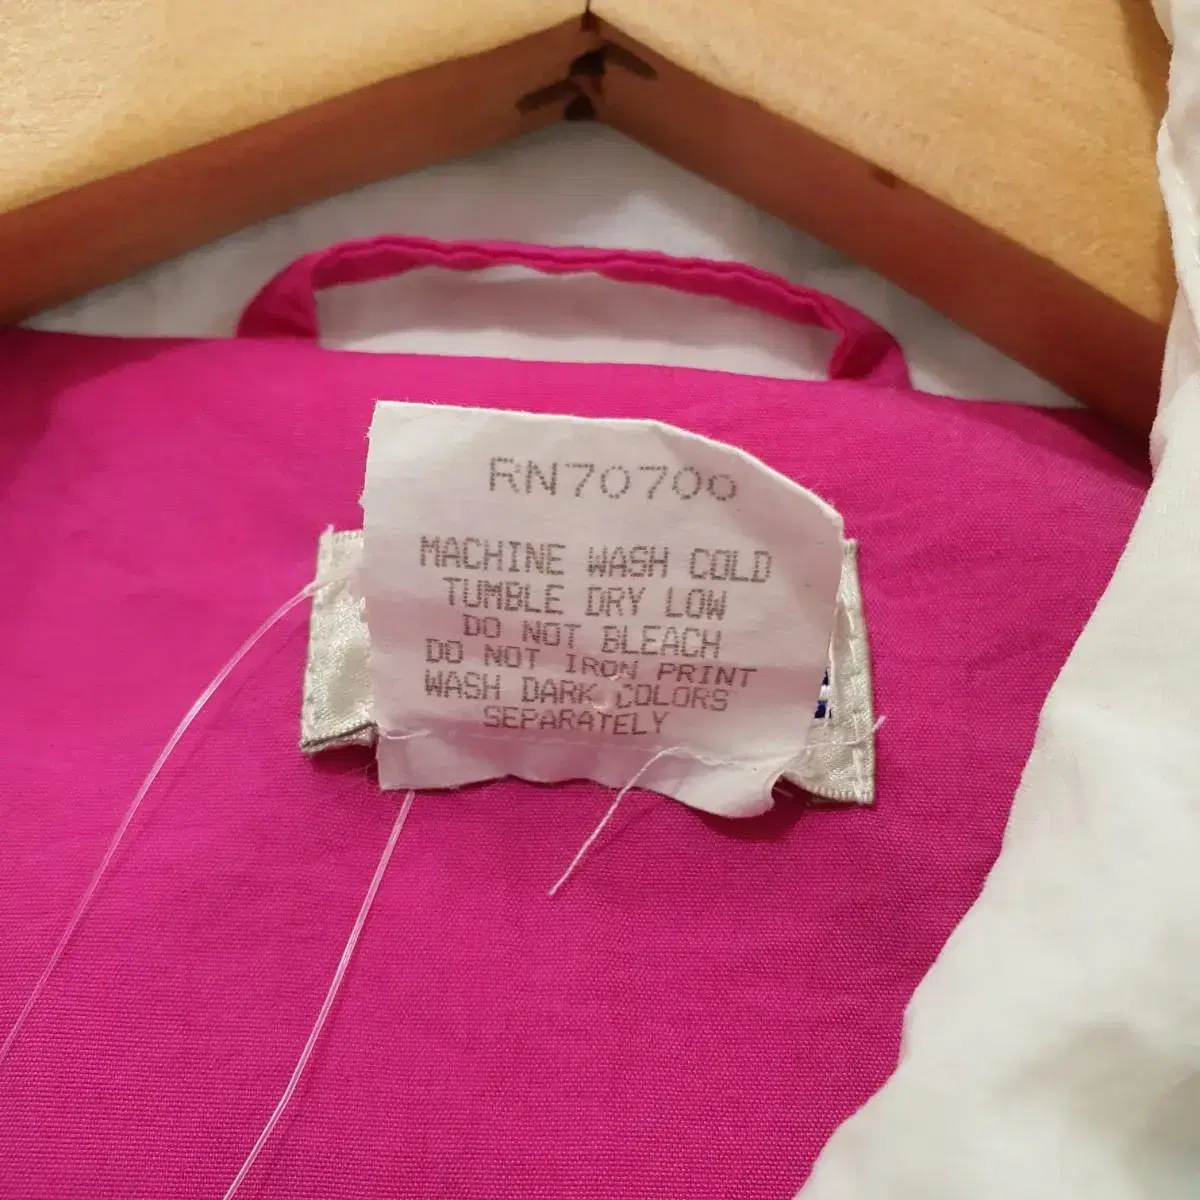 RN70700
MACHINE WASH COLD
TUMBLE DRY LOW
DO NOT BLEACH
DO NOT IRON PRINT
WASH DARK COLORS
SEPARATELY